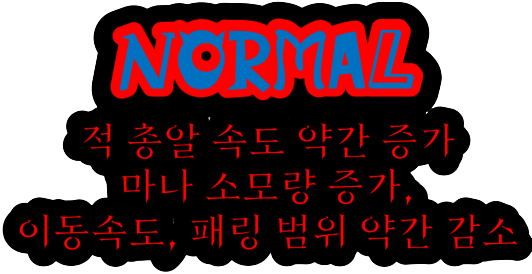 NORMAL
적 총알 속도 약간 증가
마나 소모량 증가,
이동속도, 패링 범위 약간 감소